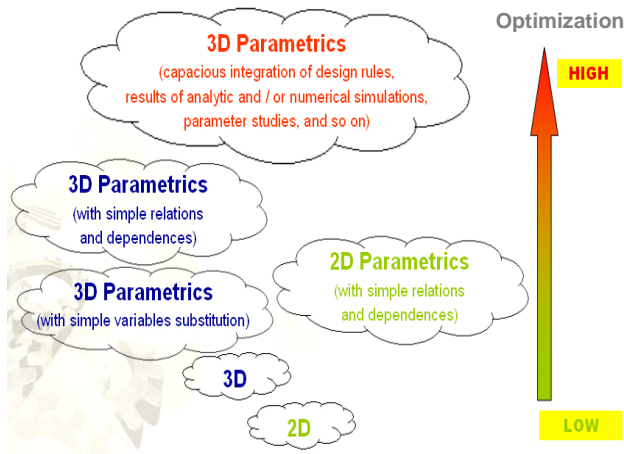 Optimization
3D Parametrics
(capacious integration of design rules,
results of analytic and / or numerical simulations,
parameter studies, and so on)
HIGH
3D Parametrics
(with simple relations
and dependences)
2D Parametrics
(with simple relations
and dependences)
3D Parametrics
(with simple variables substitution)
3D
2D
LOW